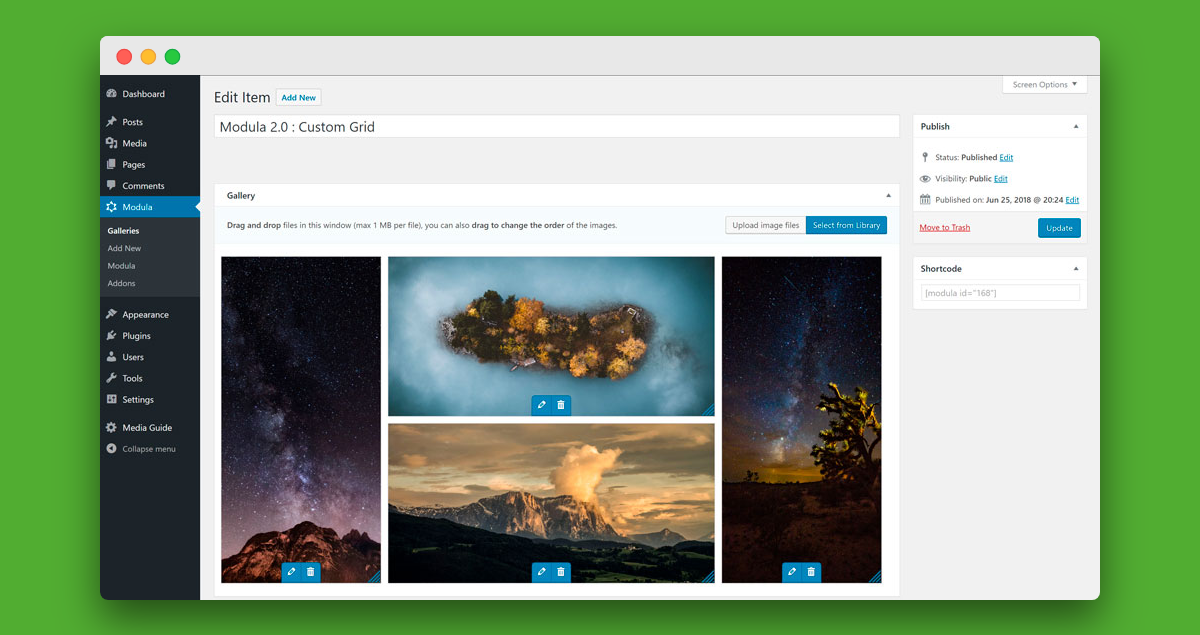 Dashboard
Posts
Media
Pages
Comments
Modula
Galleries
Add New
Modula
Addons
Appearance
Plugins
Users
Tools
Settings
Media Guide
Collapse menu
Screen Options
Edit Item Add New
Modula 2.0 : Custom Grid
Gallery
Drag and drop files in this window (max 1 MB per file), you can also drag to change the order of the images.
Upload image files Select from Library
Publish
Status: Published Edit
Visibility: Public Edit
Published on: Jun 25, 2018 @ 20:24 Edit
Move to Trash Update
Shortcode
[modula id="168"]